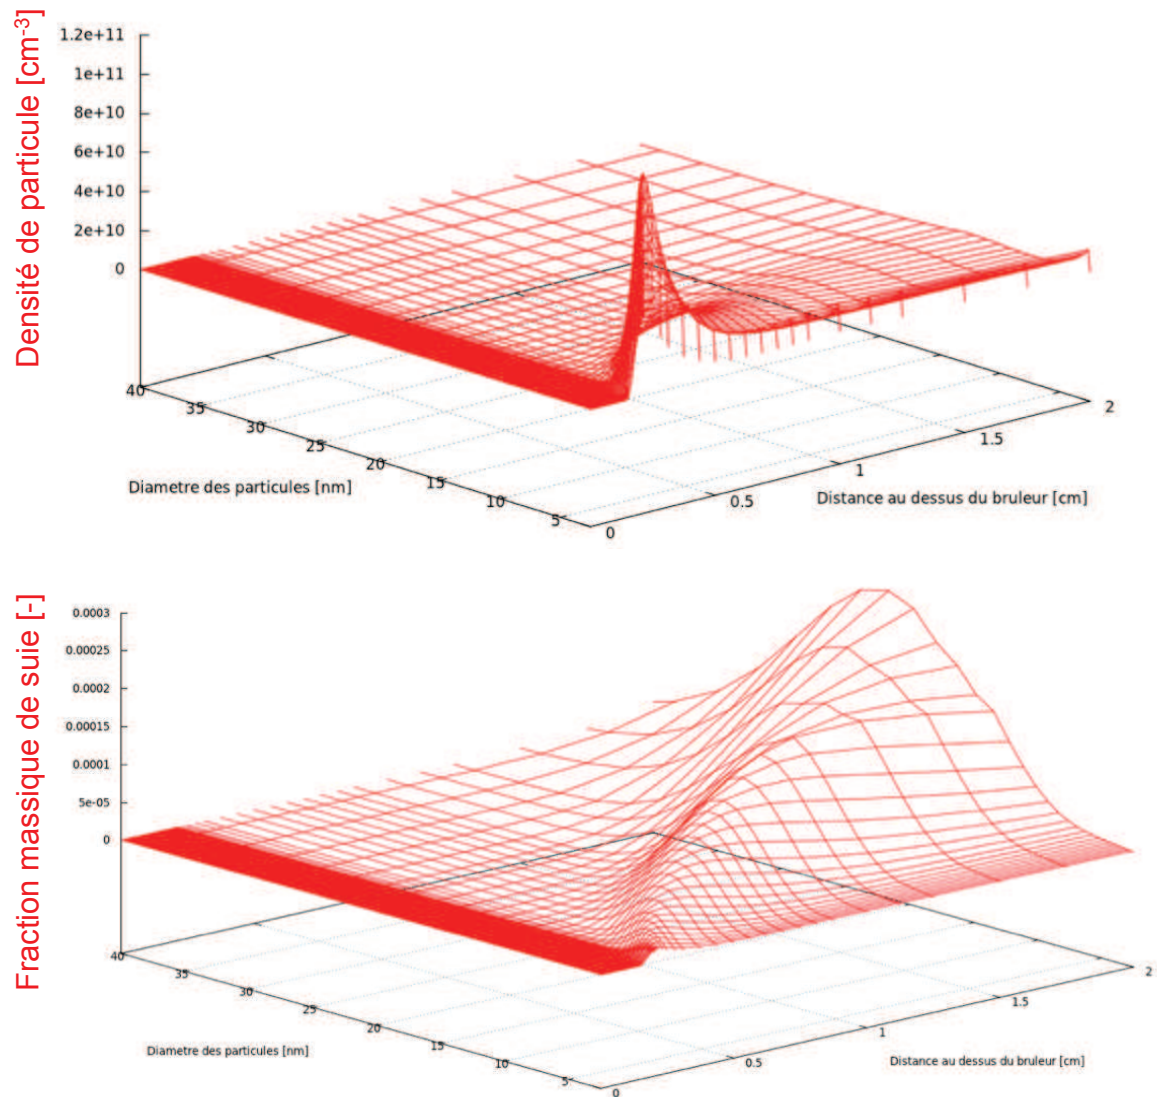 Densité de particule [cm-3]
1.2e+11
1e+11
8e+10
6e+10
4e+10
2e+10
0
40
35
30
25
20
15
10
5
Diametre des particules [nm]
0
0.5
1
1.5
2
Distance au dessus du bruleur [cm]
Fraction massique de suie [-]
0.0003
0.00025
0.0002
0.00015
0.0001
5e-05
0
40
35
30
25
20
15
10
5
Diametre des particules [nm]
0
0.5
1
1.5
2
Distance au dessus du bruleur [cm]